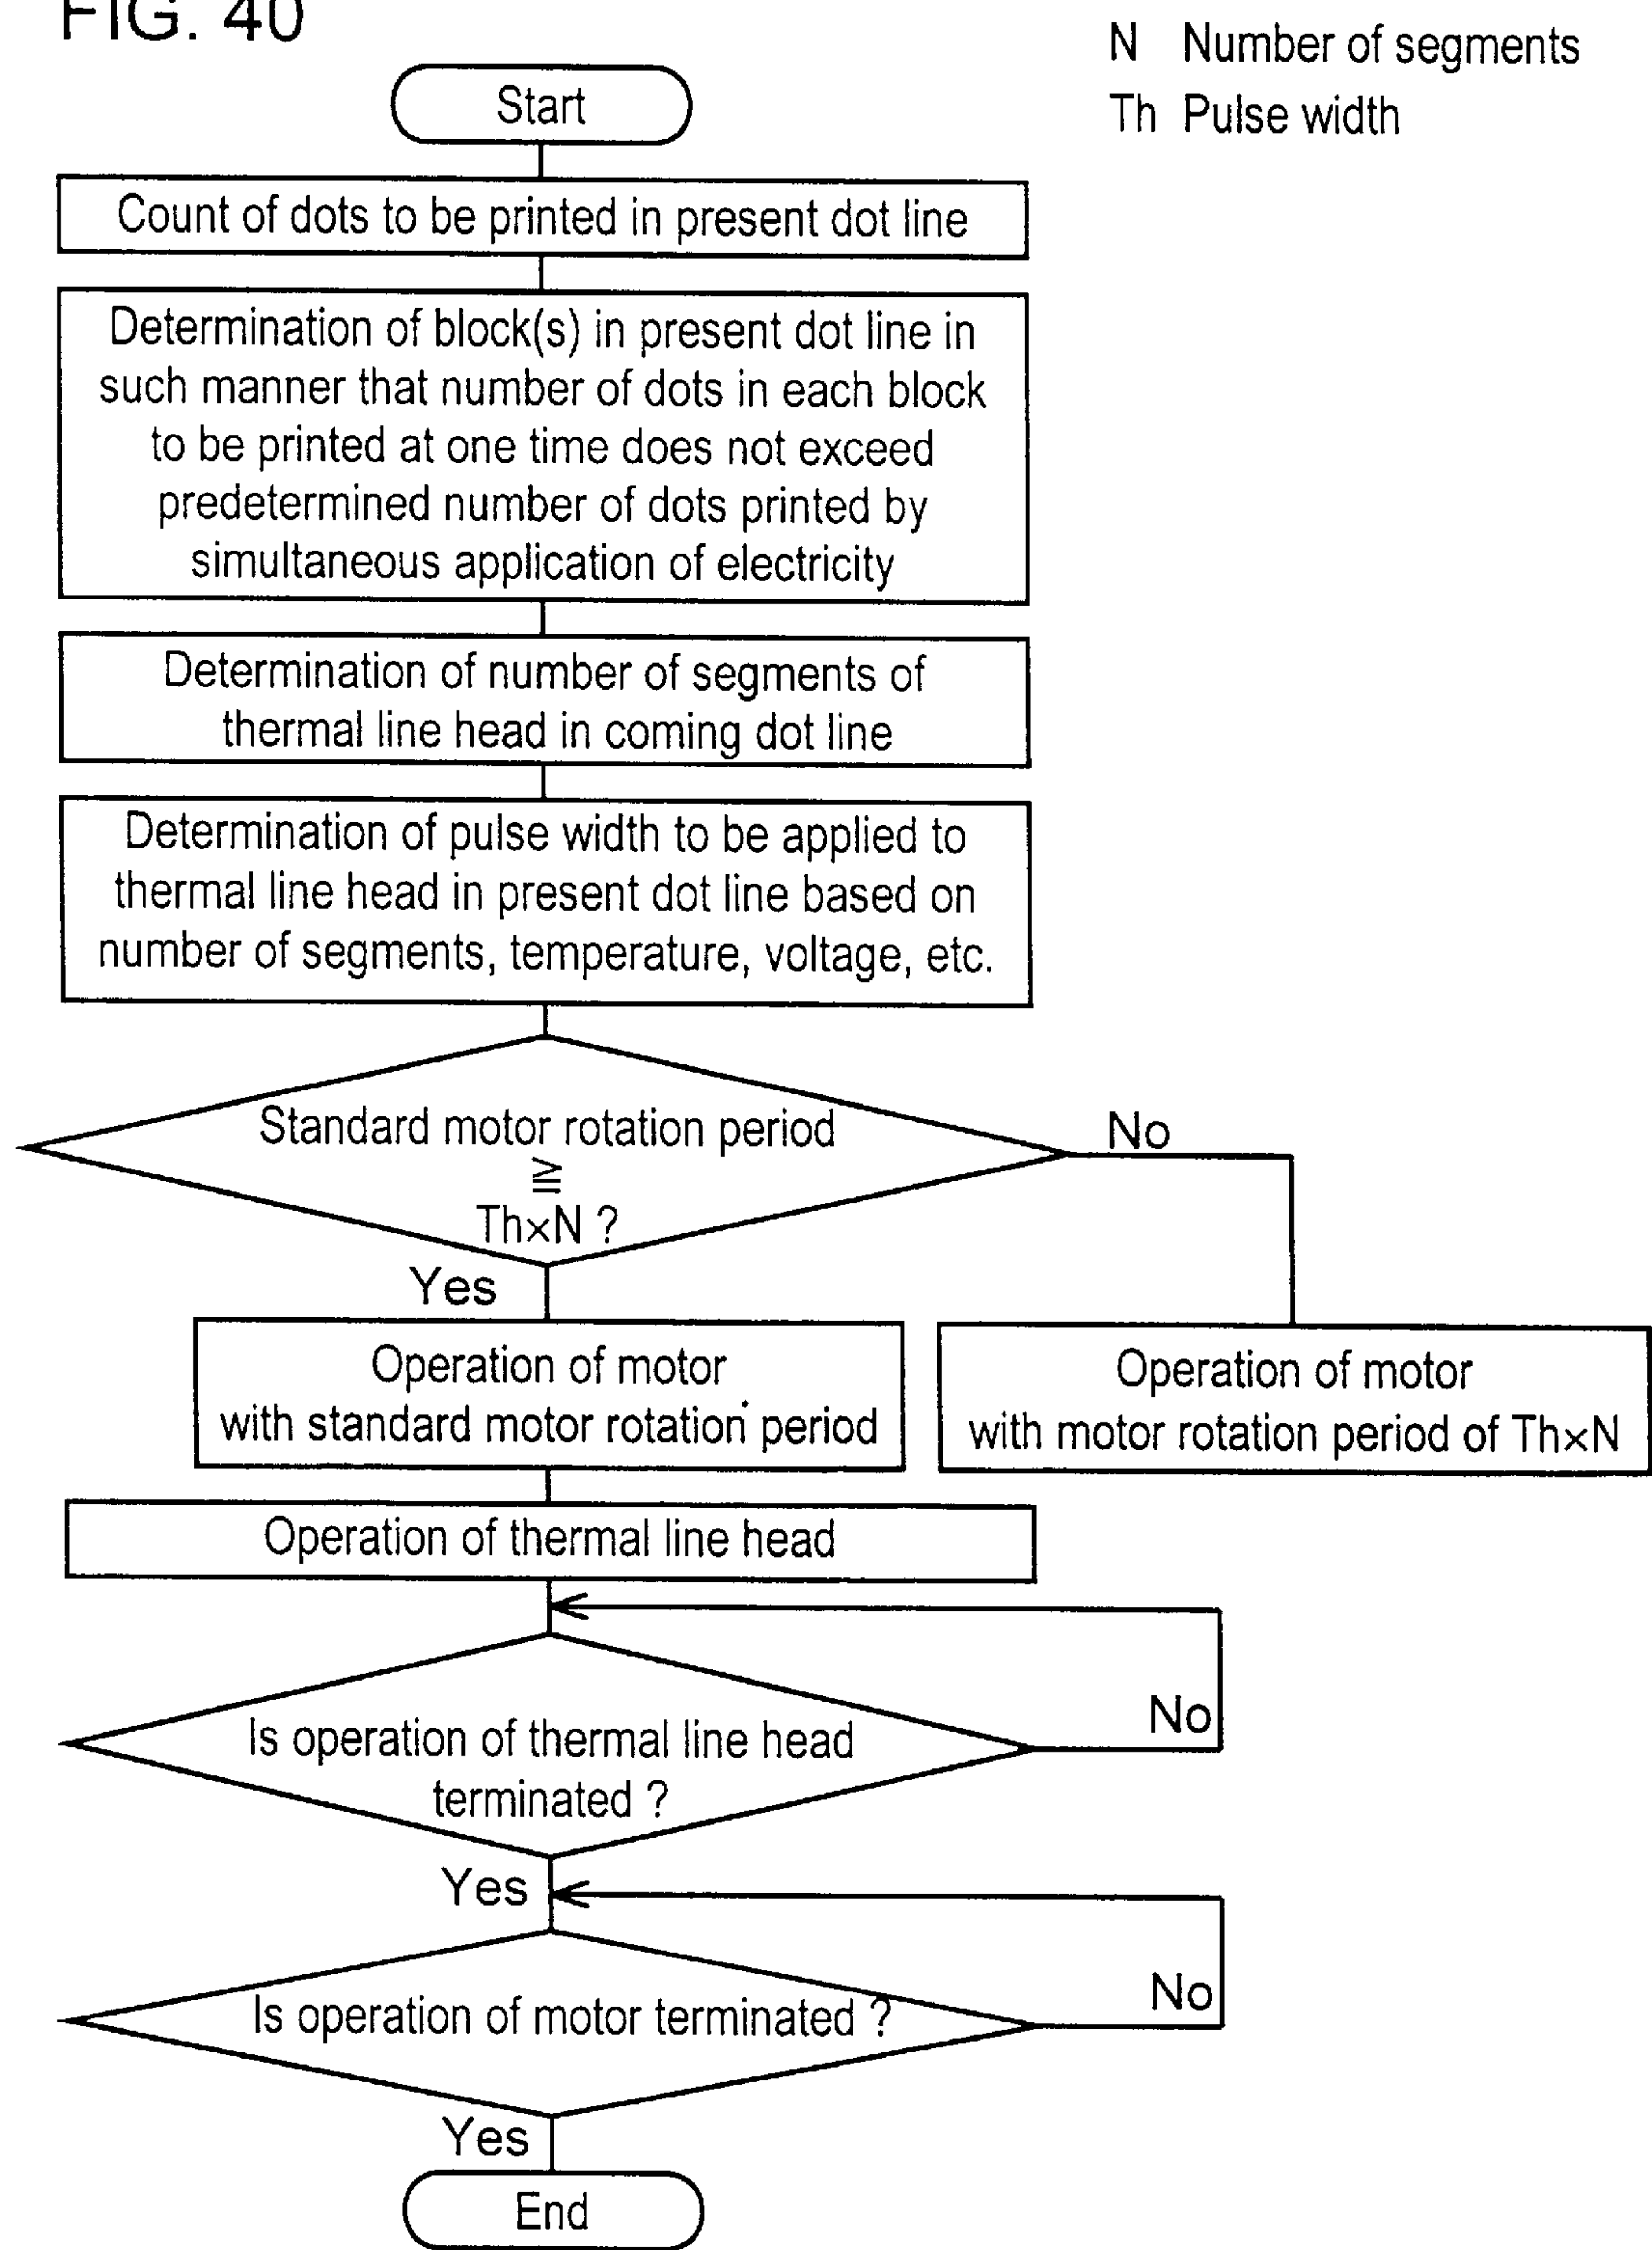 FIG. 40
N Number of segments
Th Pulse width
Start
Count of dots to be printed in present dot line
Determination of block(s) in present dot line in
such manner that number of dots in each block
to be printed at one time does not exceed
predetermined number of dots printed by
simultaneous application of electricity
Determination of number of segments of
thermal line head in coming dot line
Determination of pulse width to be applied to
thermal line head in present dot line based on
number of segments, temperature, voltage, etc.
Standard motor rotation period
≧
Th×N ?
No
Yes
Operation of motor
with standard motor rotation period
Operation of motor
with motor rotation period of Th×N
Operation of thermal line head
Is operation of thermal line head
terminated ?
No
Yes
Is operation of motor terminated ?
No
Yes
End